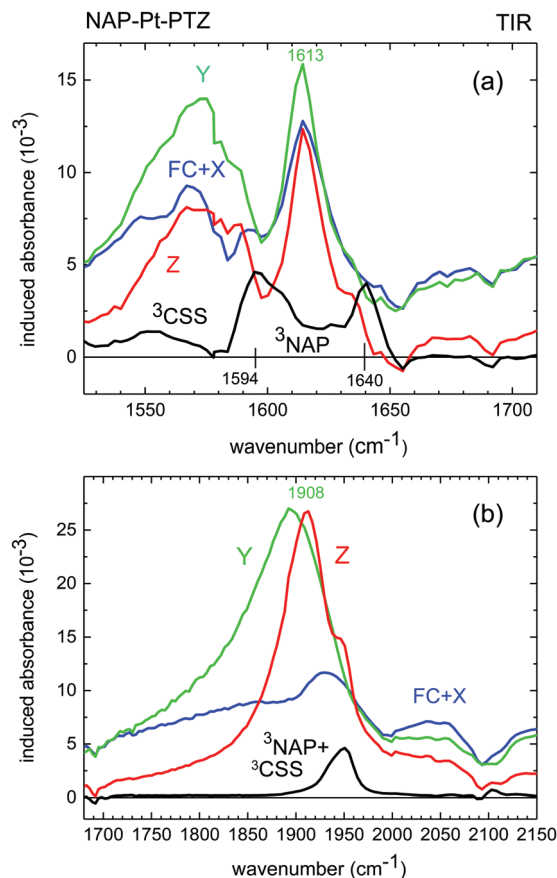 NAP-Pt-PTZ TIR
(a)
1613
Y
FC+X
Z
³CSS
³NAP
1594
1640
induced absorbance (10⁻³)
15
10
5
0
1550 1600 1650 1700
wavenumber (cm⁻¹)
(b)
1908
Y
Z
FC+X
³NAP+
³CSS
induced absorbance (10⁻³)
25
20
15
10
5
0
1700 1750 1800 1850 1900 1950 2000 2050 2100 2150
wavenumber (cm⁻¹)